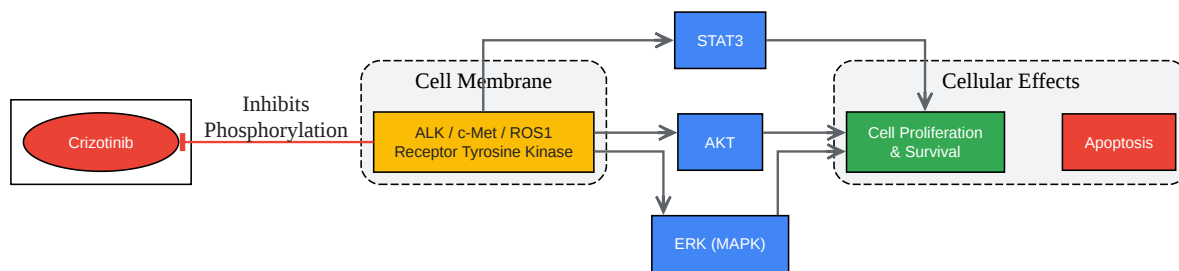 STAT3
Cell Membrane
Cellular Effects
Inhibits
Phosphorylation
Crizotinib
ALK / c-Met / ROS1
Receptor Tyrosine Kinase
AKT
Cell Proliferation
& Survival
Apoptosis
ERK (MAPK)